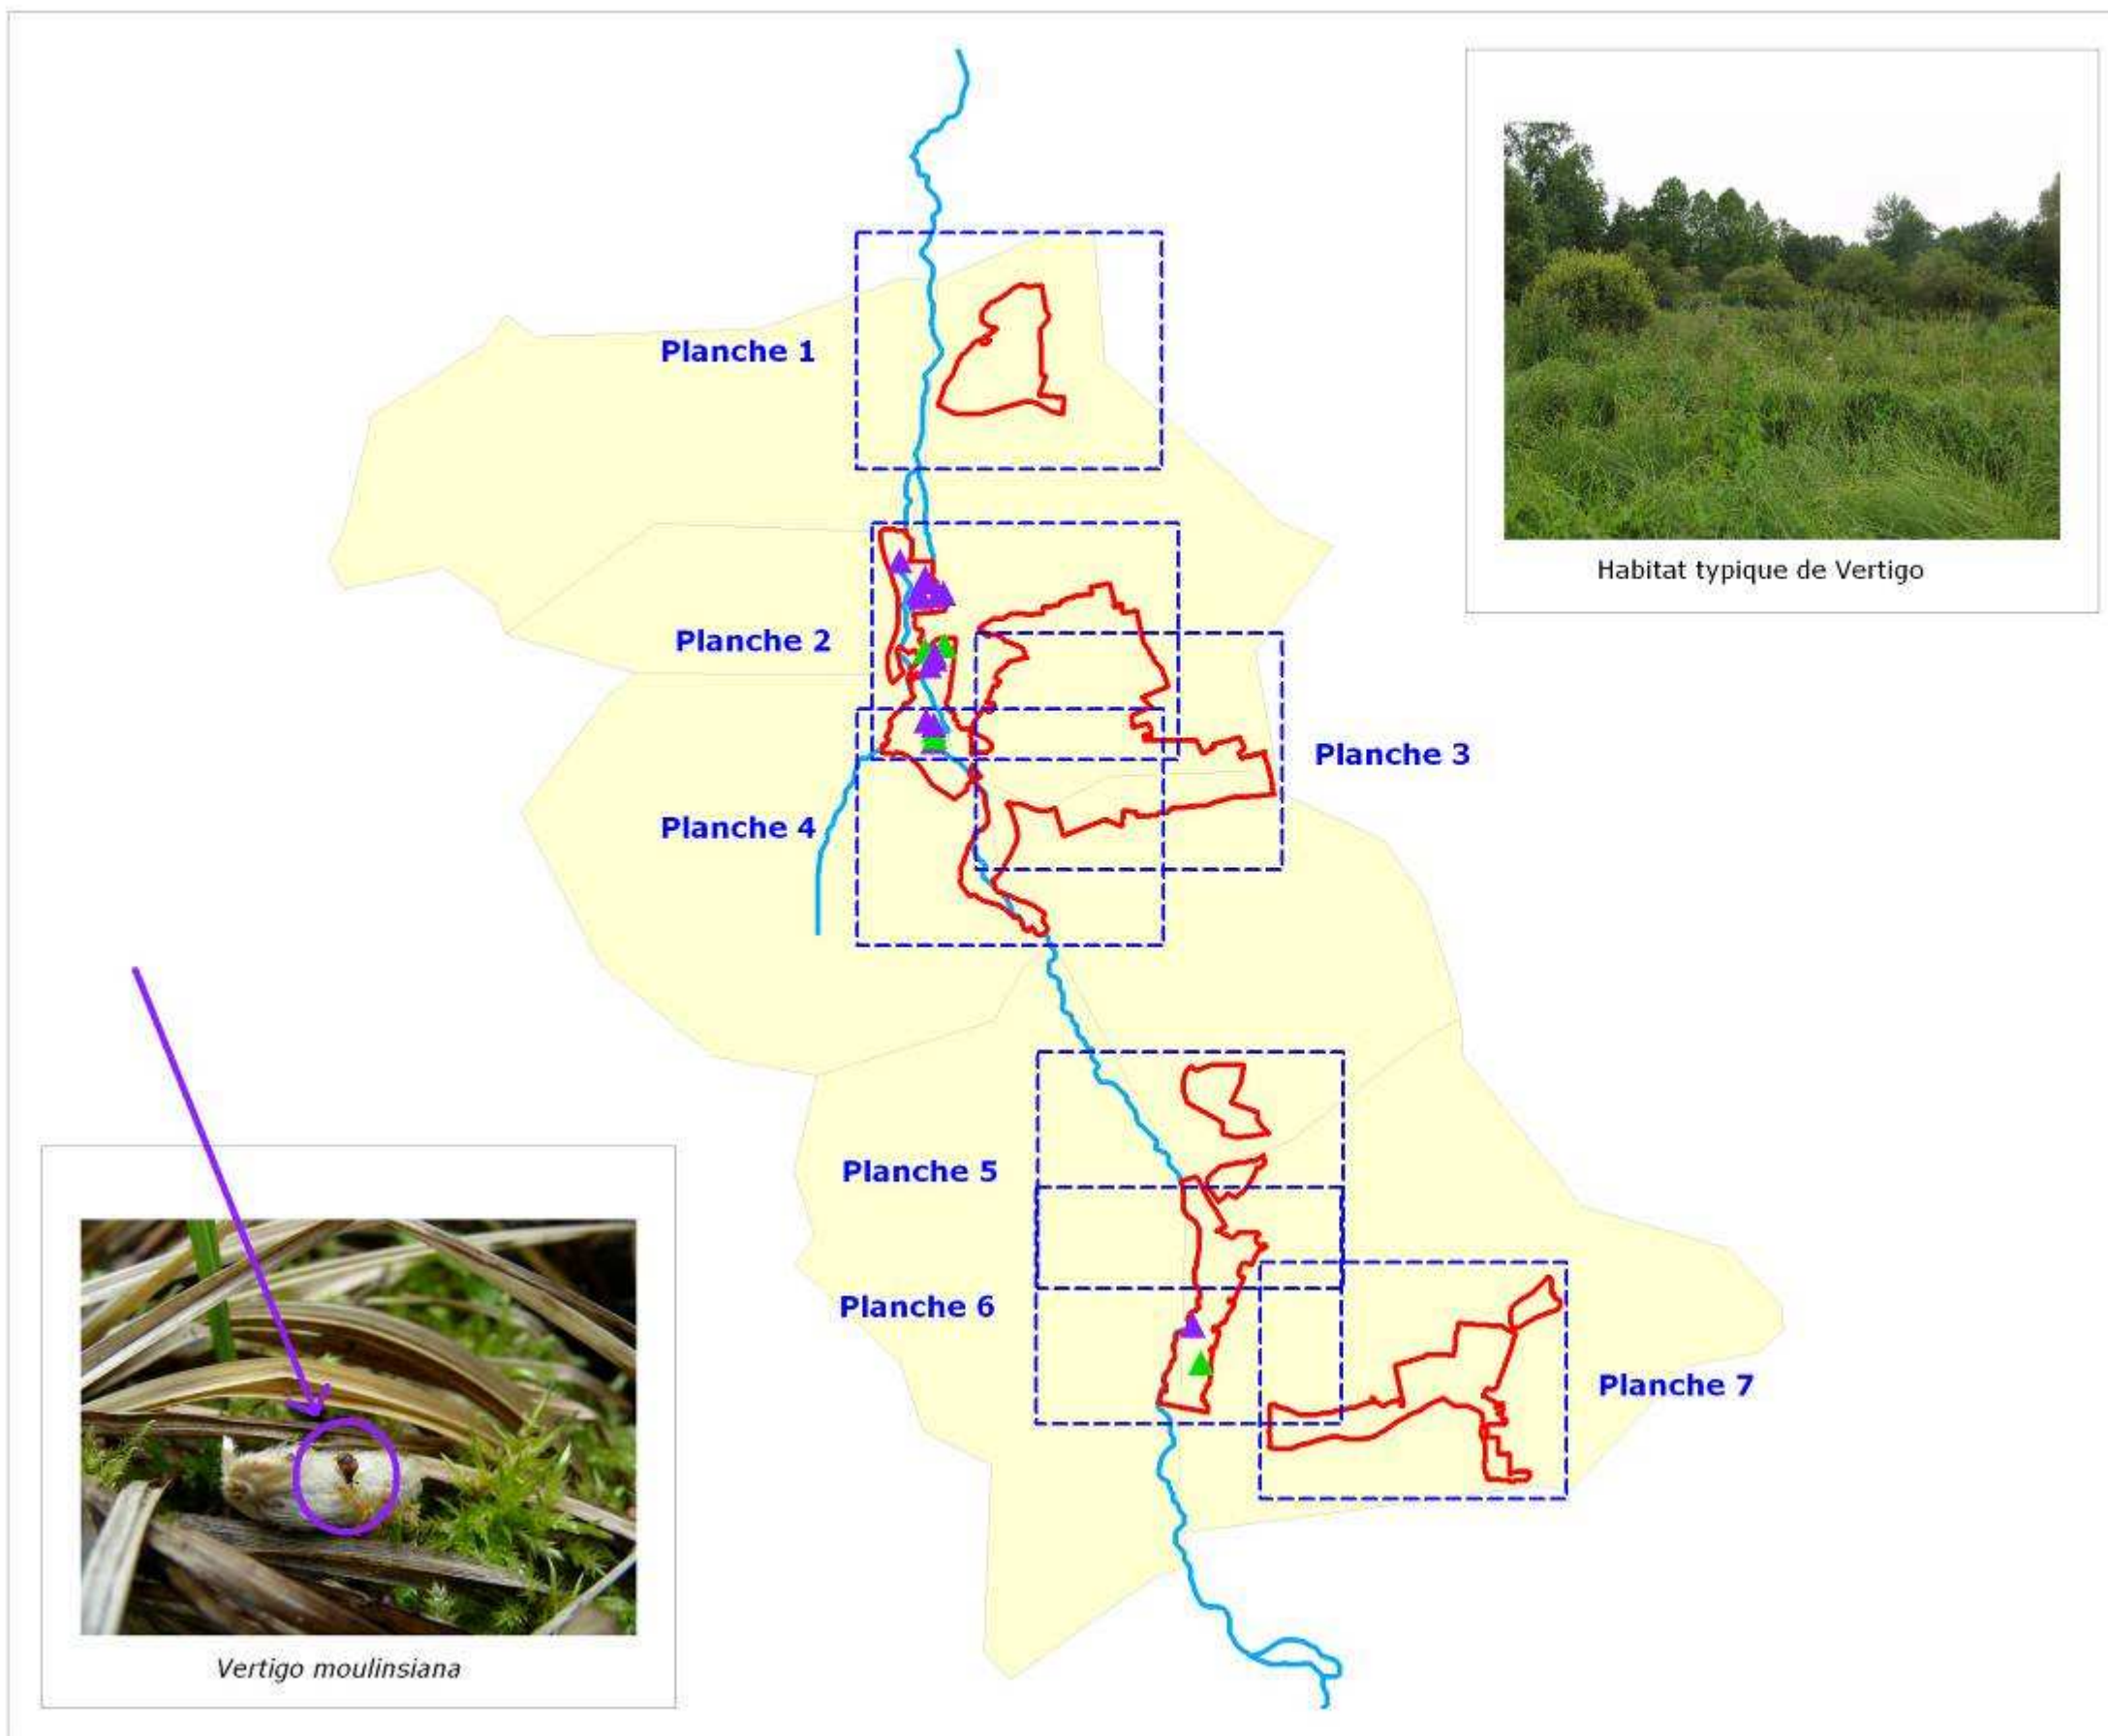 Planche 1
Habitat typique de Vertigo
Planche 2
Planche 3
Planche 4
Planche 5
Planche 6
Planche 7
Vertigo moulinsiana